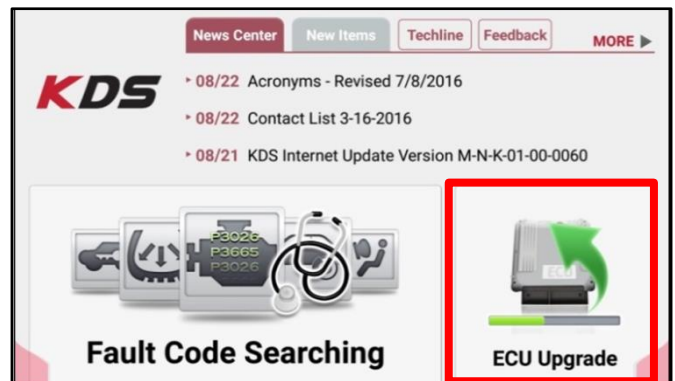 News Center New Items Techline Feedback MORE ▶
KDS
08/22 Acronyms - Revised 7/8/2016
08/22 Contact List 3-16-2016
08/21 KDS Internet Update Version M-N-K-01-00-0060
P3026
P3665
P3026
ECU
Fault Code Searching
ECU Upgrade